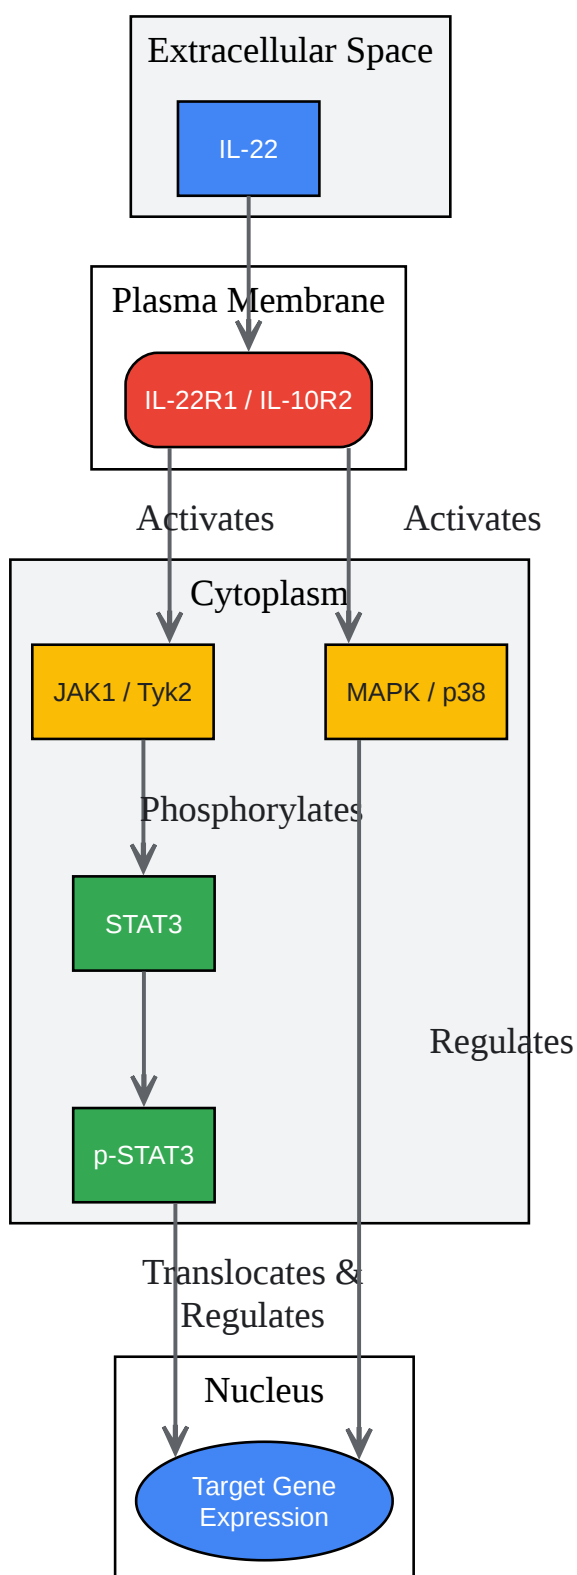 Extracellular Space
IL-22
Plasma Membrane
IL-22R1 / IL-10R2
Activates
Activates
Cytoplasm
JAK1 / Tyk2
MAPK / p38
Phosphorylates
STAT3
Regulates
p-STAT3
Translocates &
Regulates
Nucleus
Target Gene
Expression